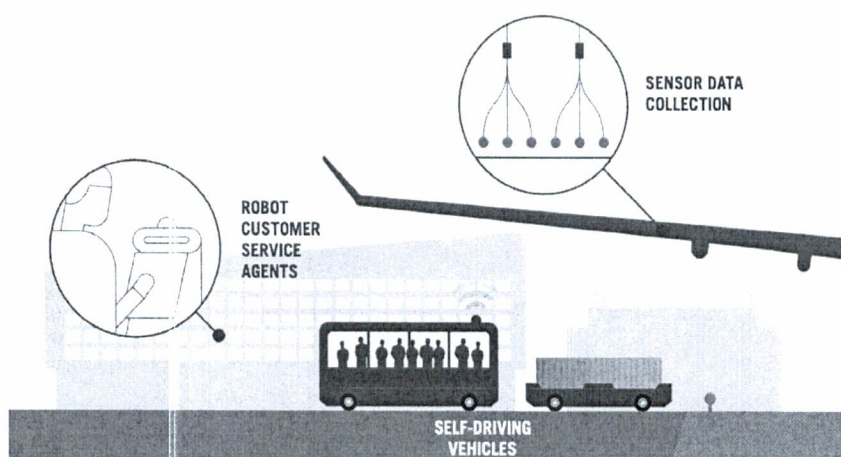 SENSOR DATA
COLLECTION
ROBOT
CUSTOMER
SERVICE
AGENTS
SELF-DRIVING
VEHICLES